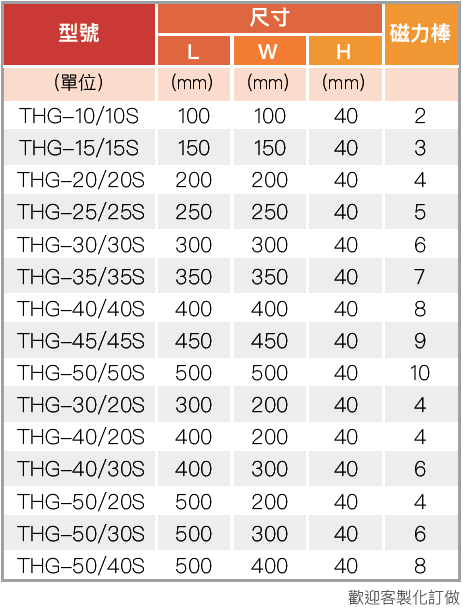 型號 尺寸 磁力棒
L W H
(單位) (mm) (mm) (mm)
THG–10/10S 100 100 40 2
THG–15/15S 150 150 40 3
THG–20/20S 200 200 40 4
THG–25/25S 250 250 40 5
THG–30/30S 300 300 40 6
THG–35/35S 350 350 40 7
THG–40/40S 400 400 40 8
THG–45/45S 450 450 40 9
THG–50/50S 500 500 40 10
THG–30/20S 300 200 40 4
THG–40/20S 400 200 40 4
THG–40/30S 400 300 40 6
THG–50/20S 500 200 40 4
THG–50/30S 500 300 40 6
THG–50/40S 500 400 40 8
歡迎客製化訂做